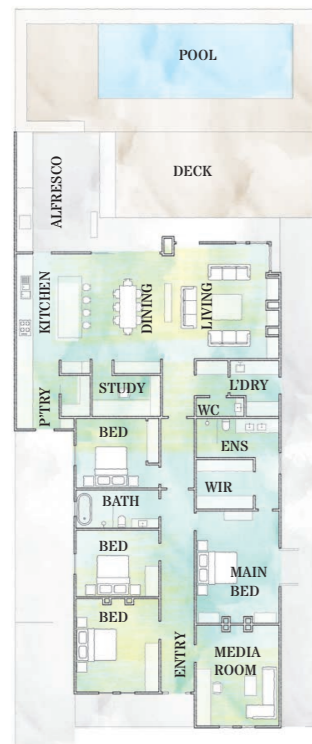 POOL
DECK
ALFRESCO
KITCHEN
DINING
LIVING
P'TRY
STUDY
L'DRY
WC
BED
ENS
WIR
BATH
BED
MAIN
BED
BED
ENTRY
MEDIA
ROOM